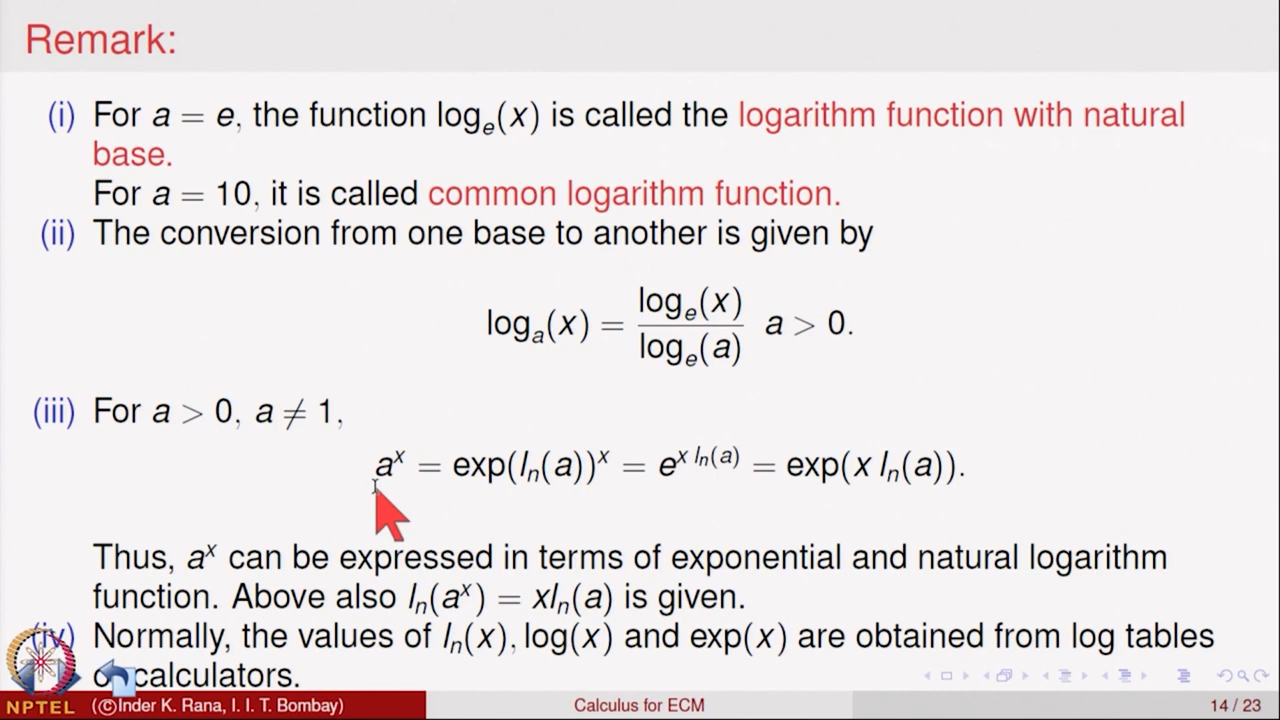 Remark:
(i) For a = e, the function logₑ(x) is called the logarithm function with natural
base.
For a = 10, it is called common logarithm function.
(ii) The conversion from one base to another is given by
logₐ(x) = logₑ(x) / logₑ(a) a > 0.
(iii) For a > 0, a ≠ 1,
aˣ = exp(lₙ(a))ˣ = e^{x lₙ(a)} = exp(x lₙ(a)).
Thus, aˣ can be expressed in terms of exponential and natural logarithm
function. Above also lₙ(aˣ) = xlₙ(a) is given.
(iv) Normally, the values of lₙ(x), log(x) and exp(x) are obtained from log tables
calculators.
NPTEL (©Inder K. Rana, I. I. T. Bombay) Calculus for ECM 14 / 23